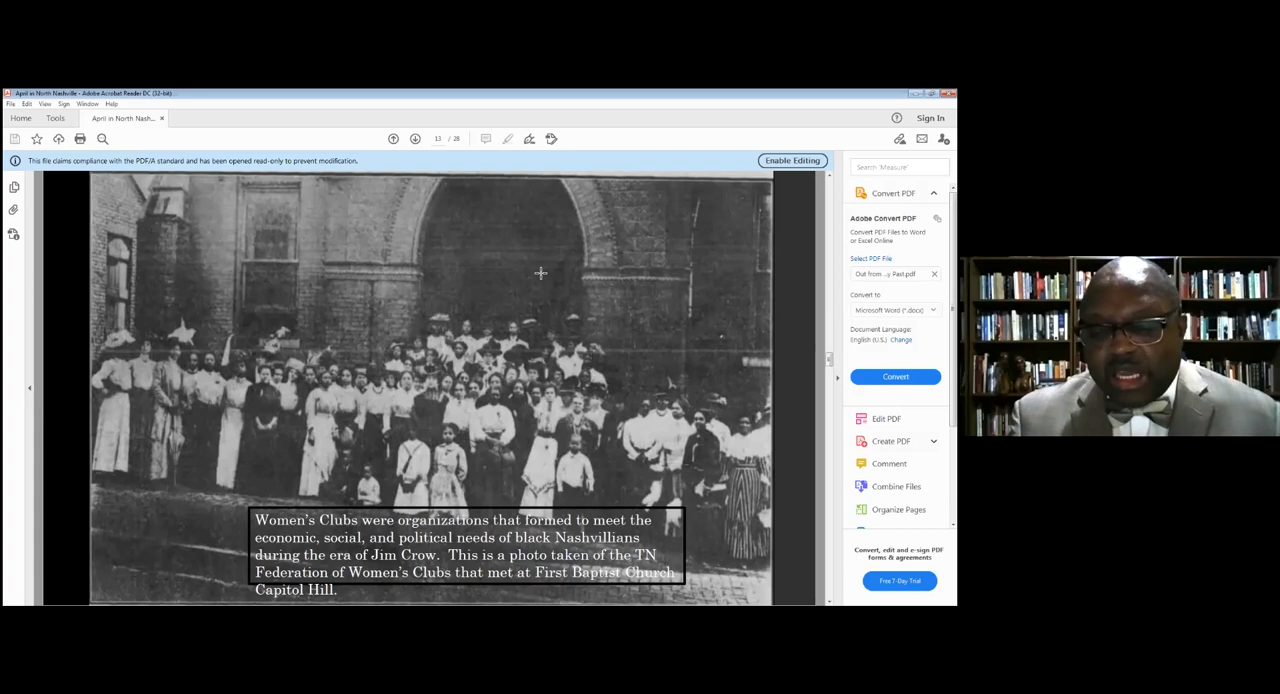 April in North Nashville - Adobe Acrobat Reader DC (32-bit)
File Edit View Sign Window Help
Home Tools April in North Nash... × Sign In
13 / 28
This file claims compliance with the PDF/A standard and has been opened read-only to prevent modification. Enable Editing
Women's Clubs were organizations that formed to meet the
economic, social, and political needs of black Nashvillians
during the era of Jim Crow. This is a photo taken of the TN
Federation of Women's Clubs that met at First Baptist Church
Capitol Hill.
Search 'Measure'
Convert PDF
Adobe Convert PDF
Convert PDF Files to Word
or Excel Online
Select PDF File
Out from ...y Past.pdf
Convert to
Microsoft Word (*.docx)
Document Language:
English (U.S.) Change
Convert
Edit PDF
Create PDF
Comment
Combine Files
Organize Pages
Convert, edit and e-sign PDF
forms & agreements
Free 7-Day Trial